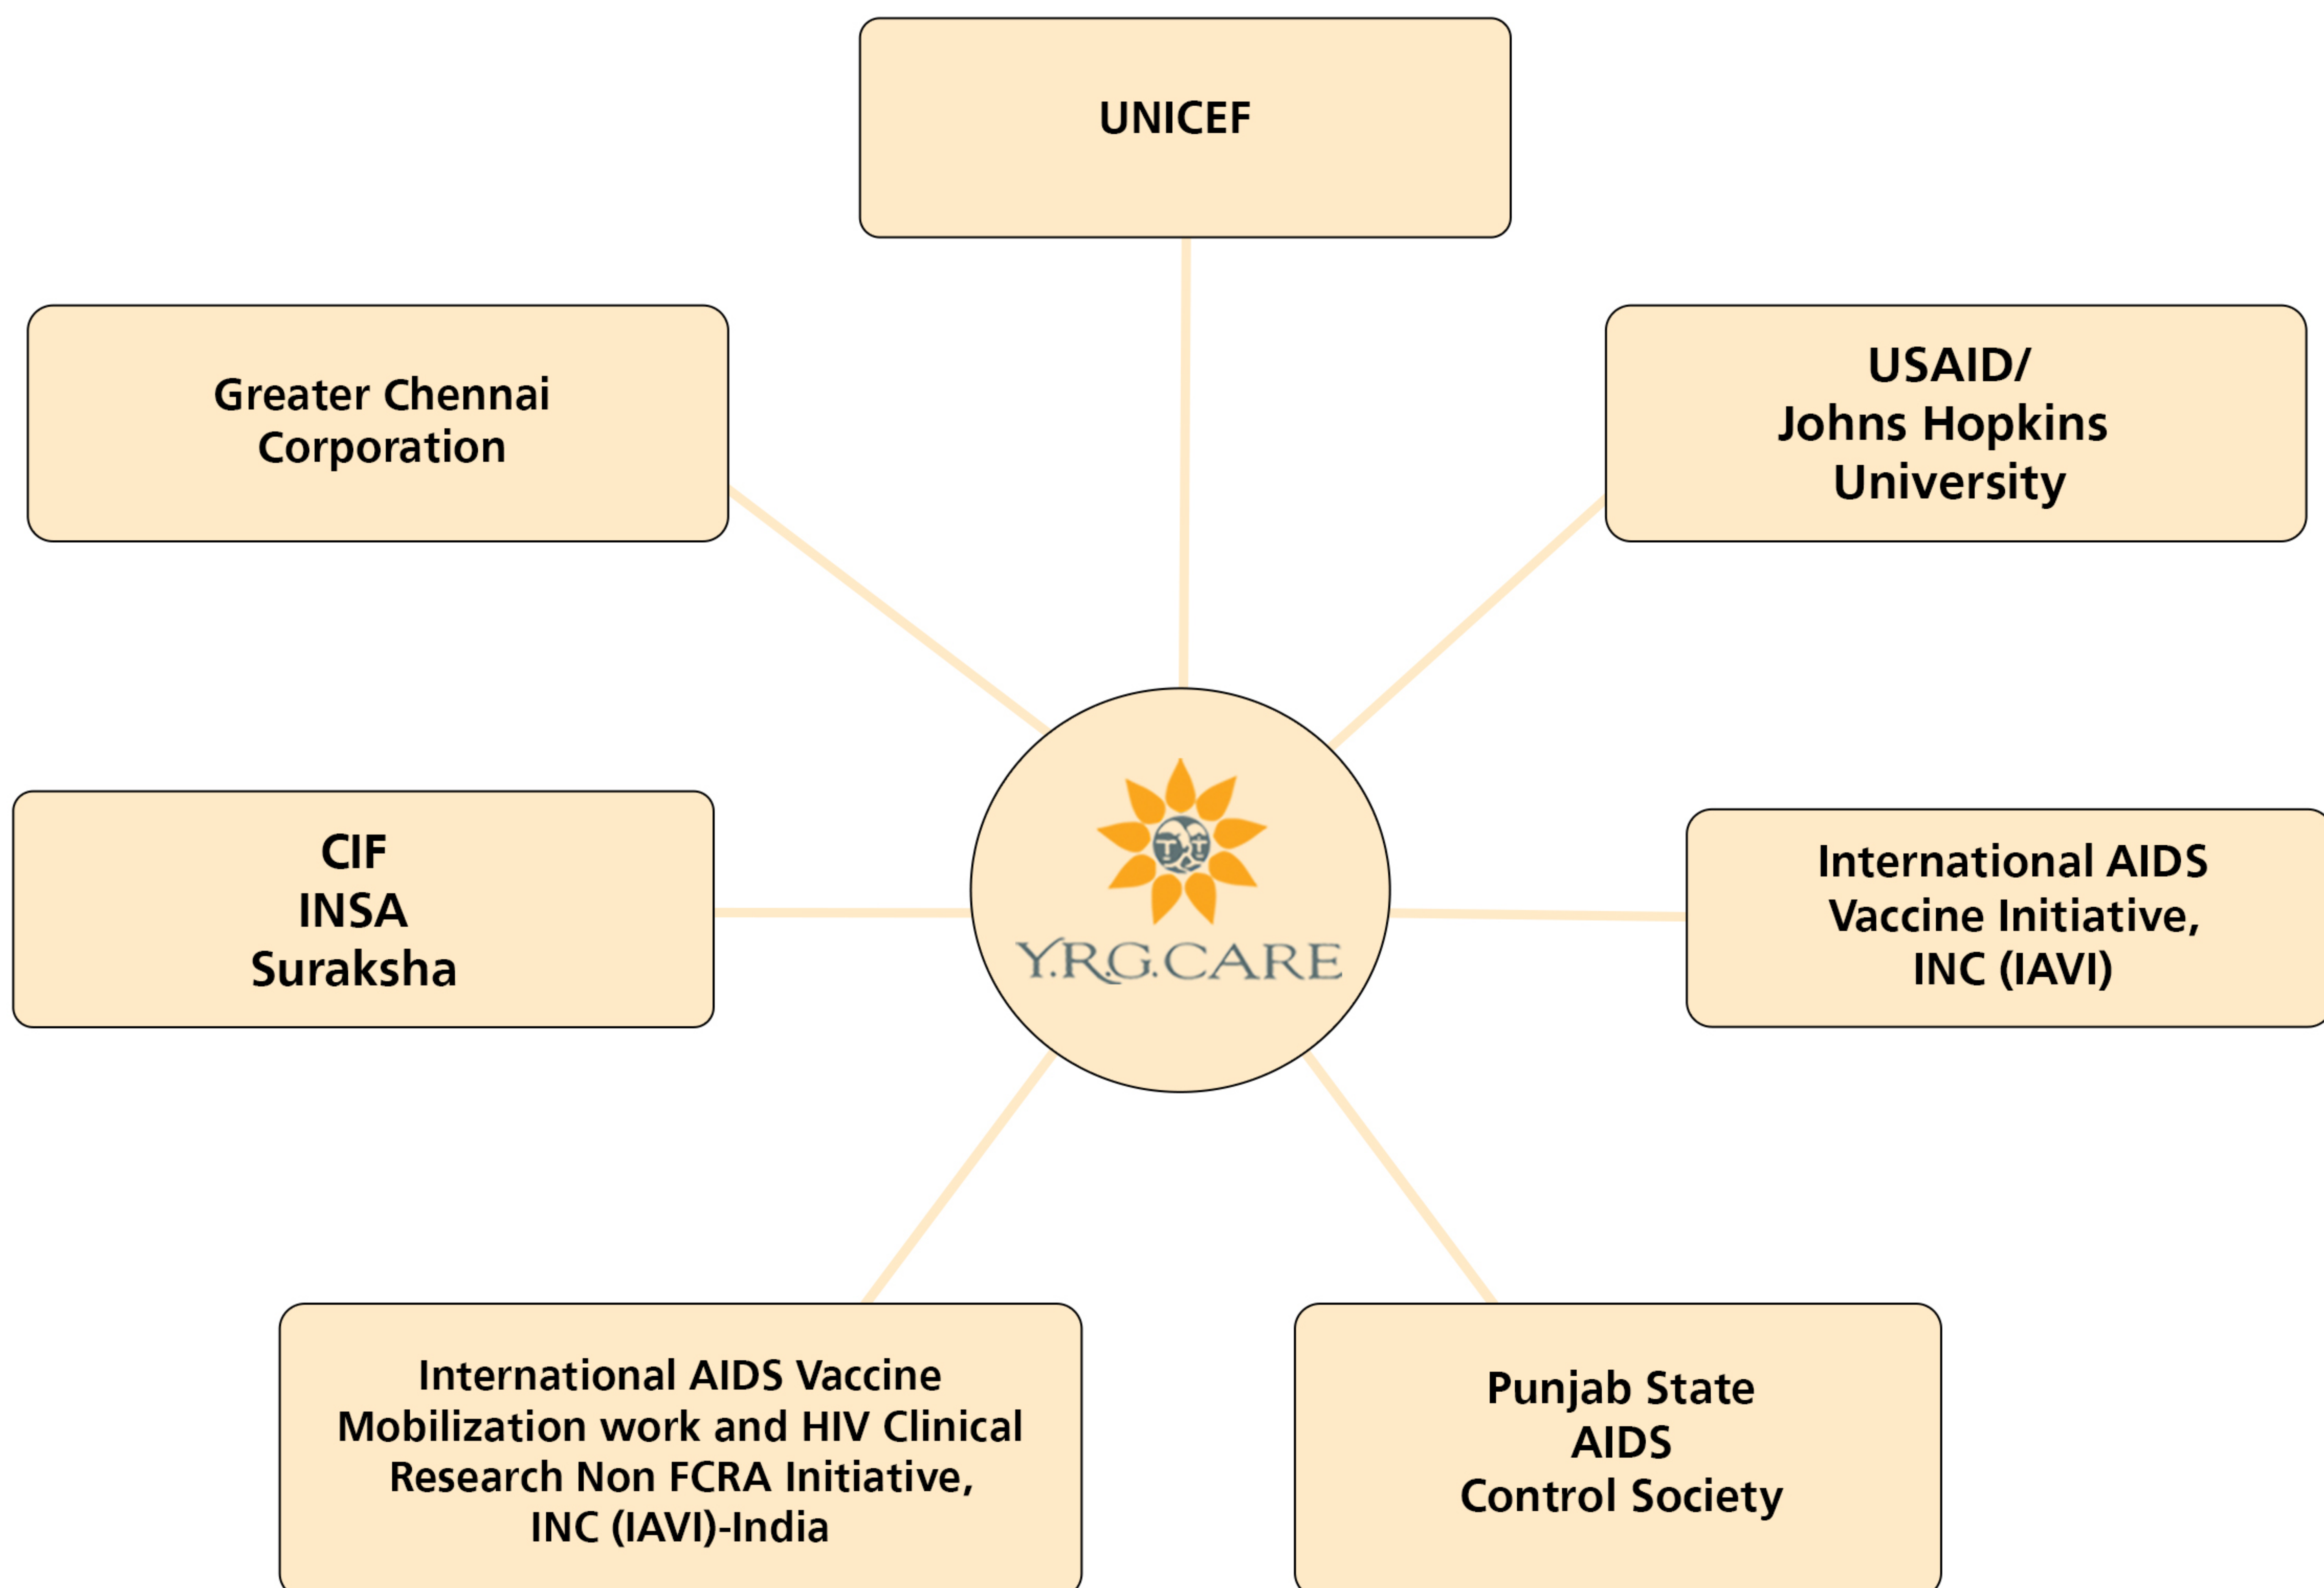 UNICEF
Greater Chennai
Corporation
USAID/
Johns Hopkins
University
CIF
INSA
Suraksha
Y.R.G.CARE
International AIDS
Vaccine Initiative,
INC (IAVI)
International AIDS Vaccine
Mobilization work and HIV Clinical
Research Non FCRA Initiative,
INC (IAVI)-India
Punjab State
AIDS
Control Society